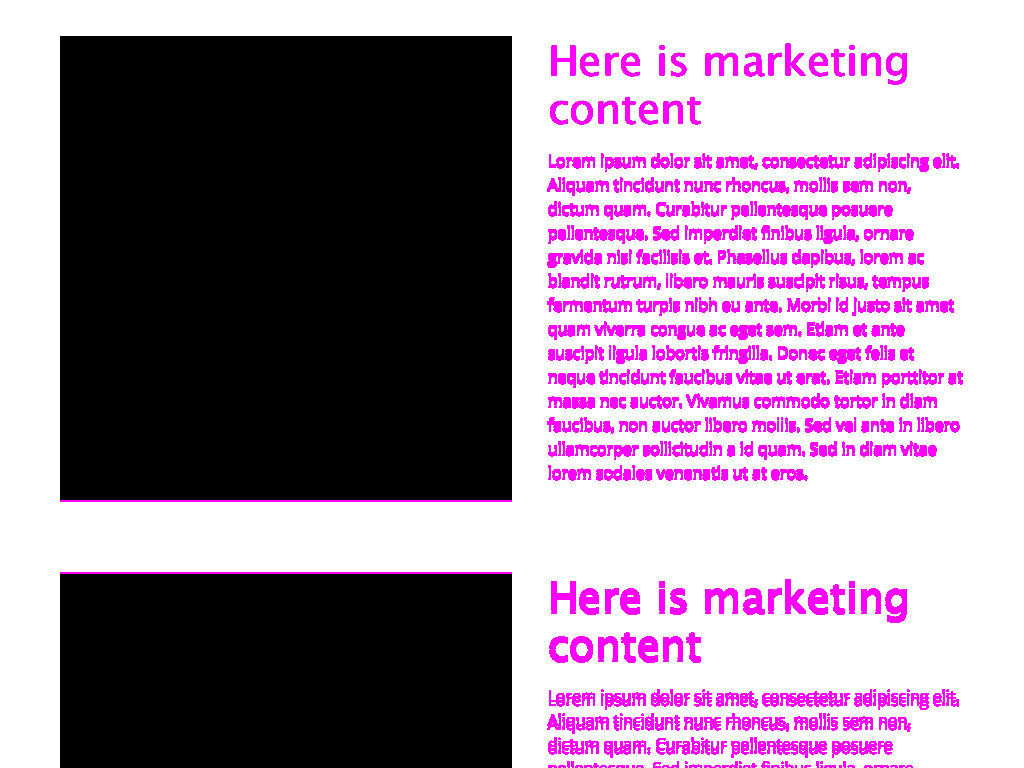 Here is marketing
content
Lorem ipsum dolor sit amet, consectetur adipiscing elit.
Aliquam tincidunt nunc rhoncus, mollis sem non,
dictum quam. Curabitur pellentesque posuere
pellentesque. Sed imperdiet finibus ligula, ornare
gravida nisi facilisis et. Phasellus dapibus, lorem ac
blandit rutrum, libero mauris suscipit risus, tempus
fermentum turpis nibh eu ante. Morbi id justo sit amet
quam viverra congue ac eget sem. Etiam et ante
suscipit ligula lobortis fringilla. Donec eget felis at
neque tincidunt faucibus vitae ut erat. Etiam porttitor at
massa nec auctor. Vivamus commodo tortor in diam
faucibus, non auctor libero mollis. Sed vel ante in libero
ullamcorper sollicitudin a id quam. Sed in diam vitae
lorem sodales venenatis ut at eros.
Here is marketing
content
Lorem ipsum dolor sit amet, consectetur adipiscing elit.
Aliquam tincidunt nunc rhoncus, mollis sem non,
dictum quam. Curabitur pellentesque posuere
pellentesque. Sed imperdiet finibus ligula, ornare